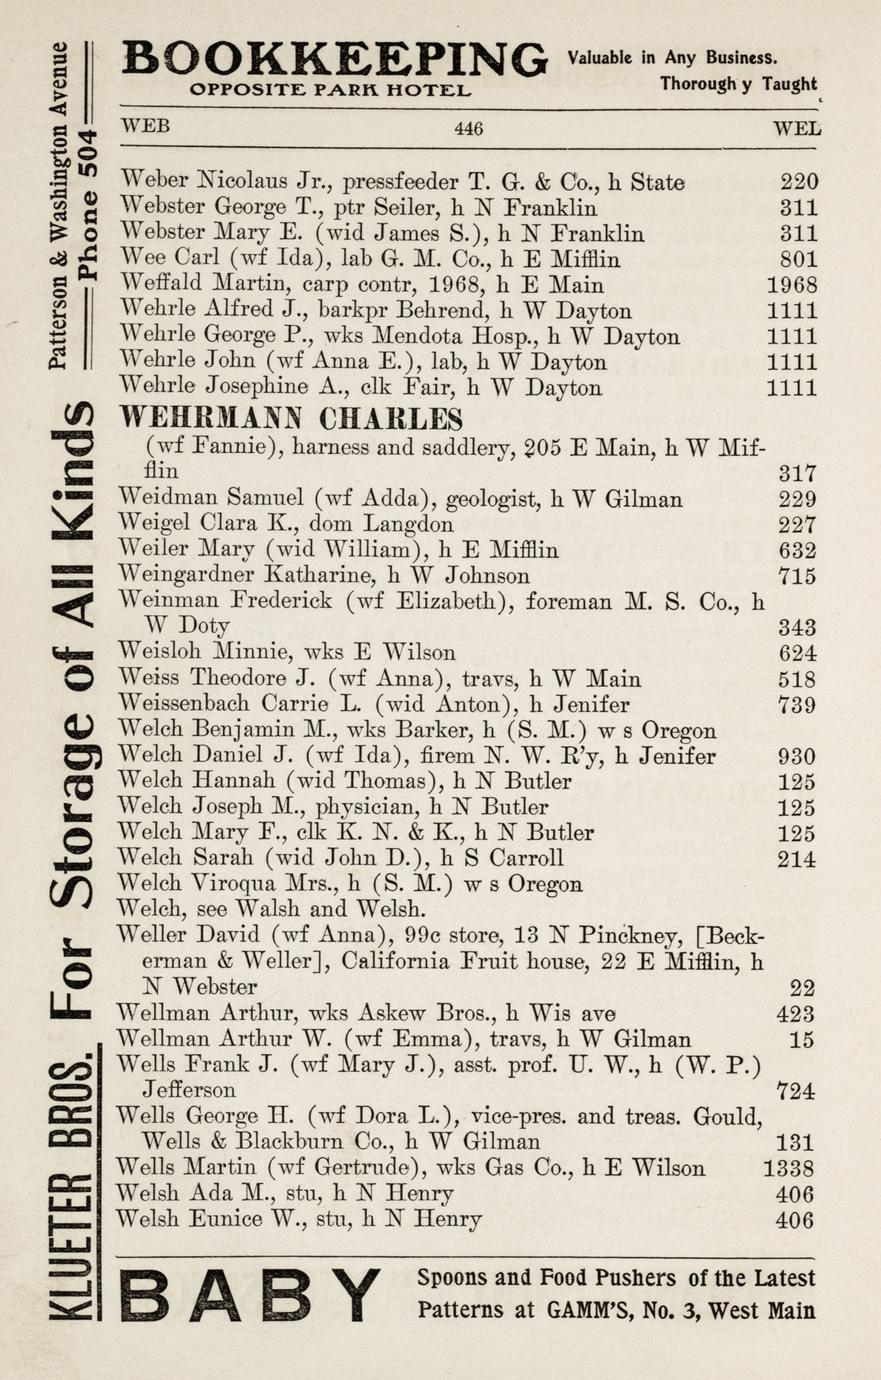 BOOKKEEPING Valuable in Any Business.
OPPOSITE PARK HOTEL Thorough y Taught
WEB 446 WEL
Weber Nicolaus Jr., pressfeeder T. G. & Co., h State 220
Webster George T., ptr Seiler, h N Franklin 311
Webster Mary E. (wid James S.), h N Franklin 311
Wee Carl (wf Ida), lab G. M. Co., h E Mifflin 801
Weffald Martin, carp contr, 1968, h E Main 1968
Wehrle Alfred J., barkpr Behrend, h W Dayton 1111
Wehrle George P., wks Mendota Hosp., h W Dayton 1111
Wehrle John (wf Anna E.), lab, h W Dayton 1111
Wehrle Josephine A., clk Fair, h W Dayton 1111
WEHRMANN CHARLES
(wf Fannie), harness and saddlery, 205 E Main, h W Mif-
flin 317
Weidman Samuel (wf Adda), geologist, h W Gilman 229
Weigel Clara K., dom Langdon 227
Weiler Mary (wid William), h E Mifflin 632
Weingardner Katharine, h W Johnson 715
Weinman Frederick (wf Elizabeth), foreman M. S. Co., h
W Doty 343
Weisloh Minnie, wks E Wilson 624
Weiss Theodore J. (wf Anna), travs, h W Main 518
Weissenbach Carrie L. (wid Anton), h Jenifer 739
Welch Benjamin M., wks Barker, h (S. M.) w s Oregon
Welch Daniel J. (wf Ida), firem N. W. R'y, h Jenifer 930
Welch Hannah (wid Thomas), h N Butler 125
Welch Joseph M., physician, h N Butler 125
Welch Mary F., clk K. N. & K., h N Butler 125
Welch Sarah (wid John D.), h S Carroll 214
Welch Viroqua Mrs., h (S. M.) w s Oregon
Welch, see Walsh and Welsh.
Weller David (wf Anna), 99c store, 13 N Pinckney, [Beck-
erman & Weller], California Fruit house, 22 E Mifflin, h
N Webster 22
Wellman Arthur, wks Askew Bros., h Wis ave 423
Wellman Arthur W. (wf Emma), travs, h W Gilman 15
Wells Frank J. (wf Mary J.), asst. prof. U. W., h (W. P.)
Jefferson 724
Wells George H. (wf Dora L.), vice-pres. and treas. Gould,
Wells & Blackburn Co., h W Gilman 131
Wells Martin (wf Gertrude), wks Gas Co., h E Wilson 1338
Welsh Ada M., stu, h N Henry 406
Welsh Eunice W., stu, h N Henry 406
BABY Spoons and Food Pushers of the Latest
Patterns at GAMM'S, No. 3, West Main
KLUETER BROS. For Storage of All Kinds
Patterson & Washington Avenue
Phone 504